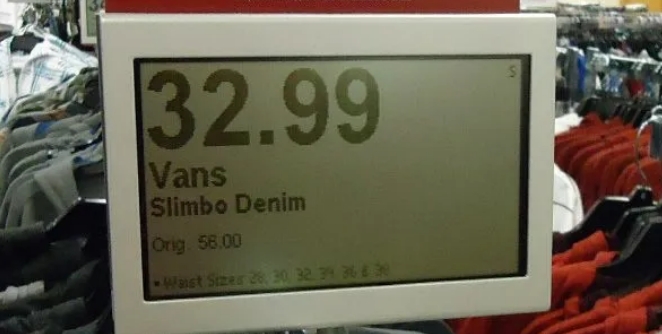 S
32.99
Vans
Slimbo Denim
Orig. 56.00
• Waist Sizes 28, 30, 32, 34, 36 & 38